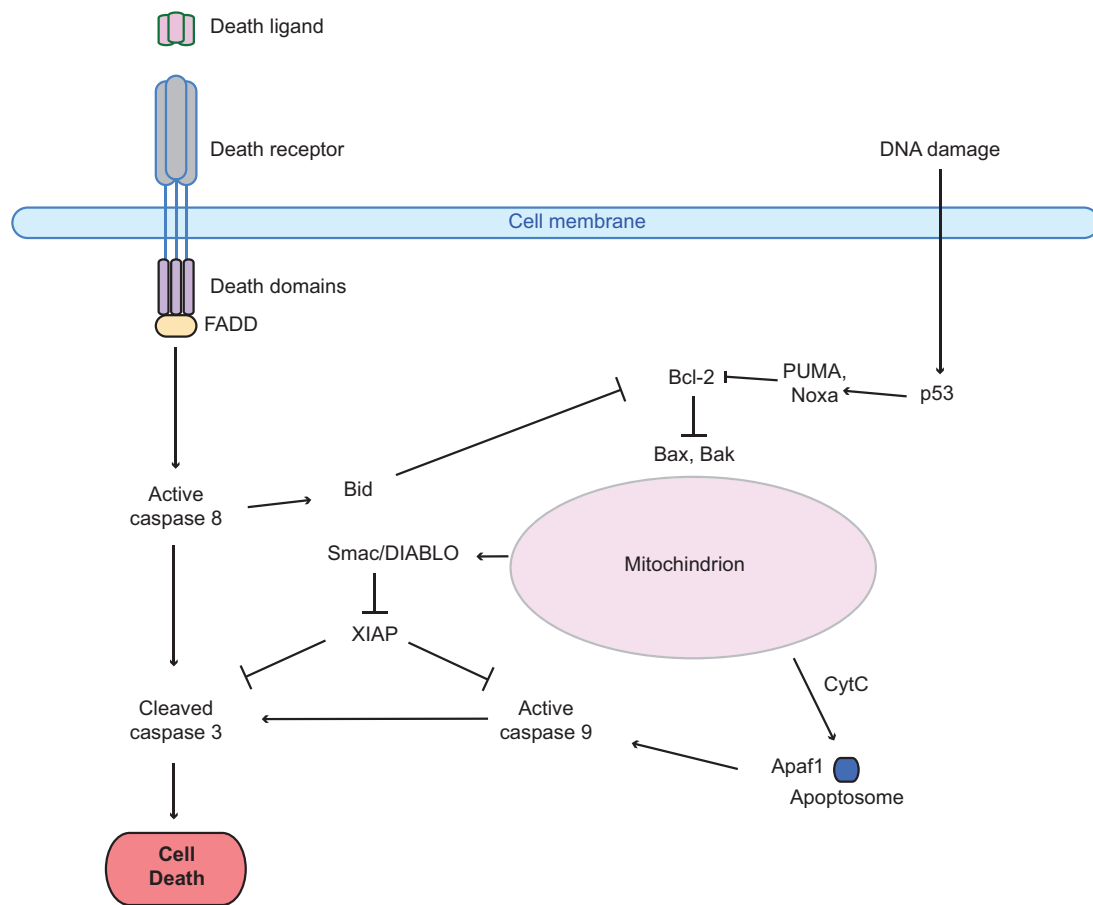 Death ligand
Death receptor
DNA damage
Cell membrane
Death domains
FADD
Bcl-2
PUMA,
Noxa
p53
Bax, Bak
Active
caspase 8
Bid
Smac/DIABLO
Mitochindrion
XIAP
CytC
Cleaved
caspase 3
Active
caspase 9
Apaf1
Apoptosome
Cell
Death